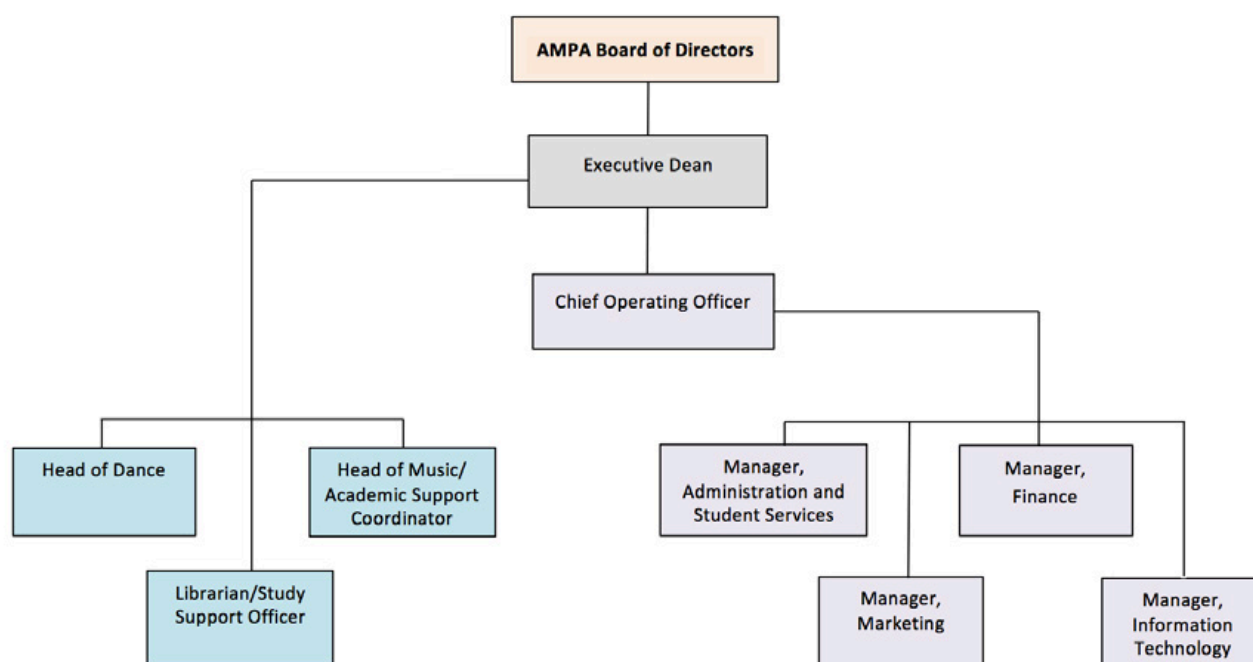 AMPA Board of Directors
Executive Dean
Chief Operating Officer
Head of Dance
Head of Music/
Academic Support
Coordinator
Manager,
Administration and
Student Services
Manager,
Finance
Librarian/Study
Support Officer
Manager,
Marketing
Manager,
Information
Technology